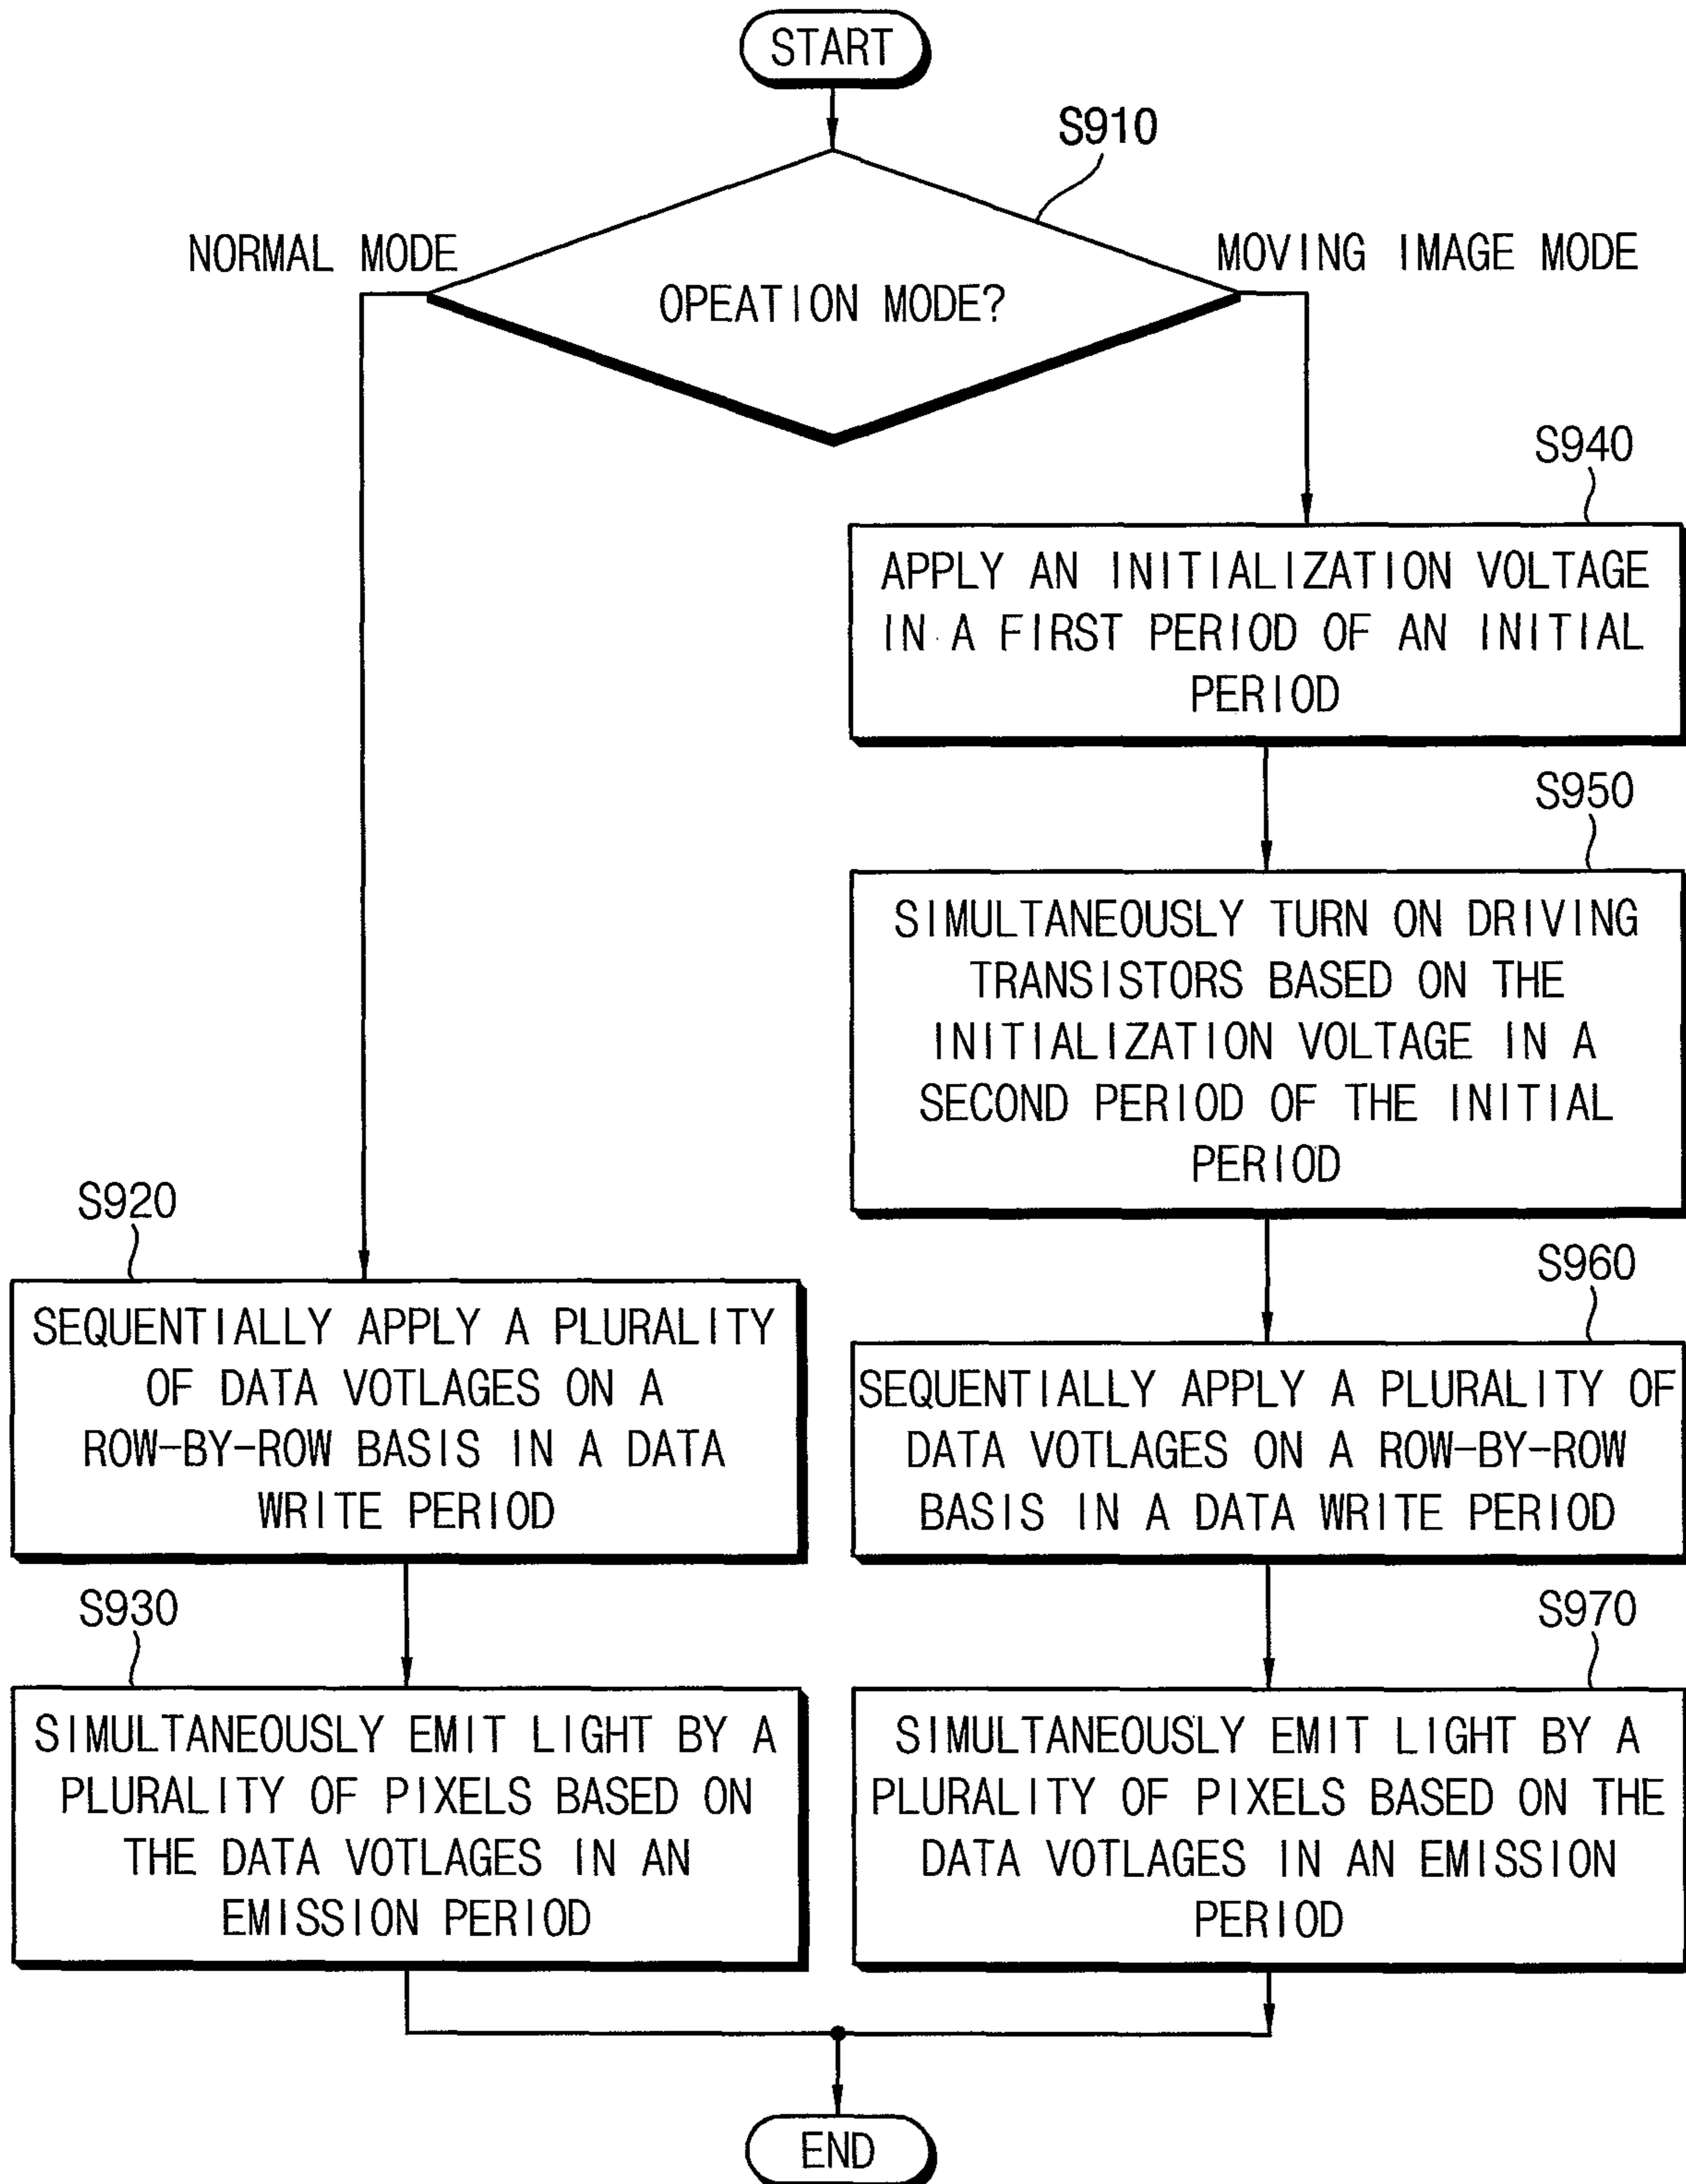 START
S910
NORMAL MODE
MOVING IMAGE MODE
OPEATION MODE?
S940
APPLY AN INITIALIZATION VOLTAGE
IN A FIRST PERIOD OF AN INITIAL
PERIOD
S950
SIMULTANEOUSLY TURN ON DRIVING
TRANSISTORS BASED ON THE
INITIALIZATION VOLTAGE IN A
SECOND PERIOD OF THE INITIAL
PERIOD
S920
SEQUENTIALLY APPLY A PLURALITY
OF DATA VOTLAGES ON A
ROW-BY-ROW BASIS IN A DATA
WRITE PERIOD
S960
SEQUENTIALLY APPLY A PLURALITY OF
DATA VOTLAGES ON A ROW-BY-ROW
BASIS IN A DATA WRITE PERIOD
S930
SIMULTANEOUSLY EMIT LIGHT BY A
PLURALITY OF PIXELS BASED ON
THE DATA VOTLAGES IN AN
EMISSION PERIOD
S970
SIMULTANEOUSLY EMIT LIGHT BY A
PLURALITY OF PIXELS BASED ON THE
DATA VOTLAGES IN AN EMISSION
PERIOD
END